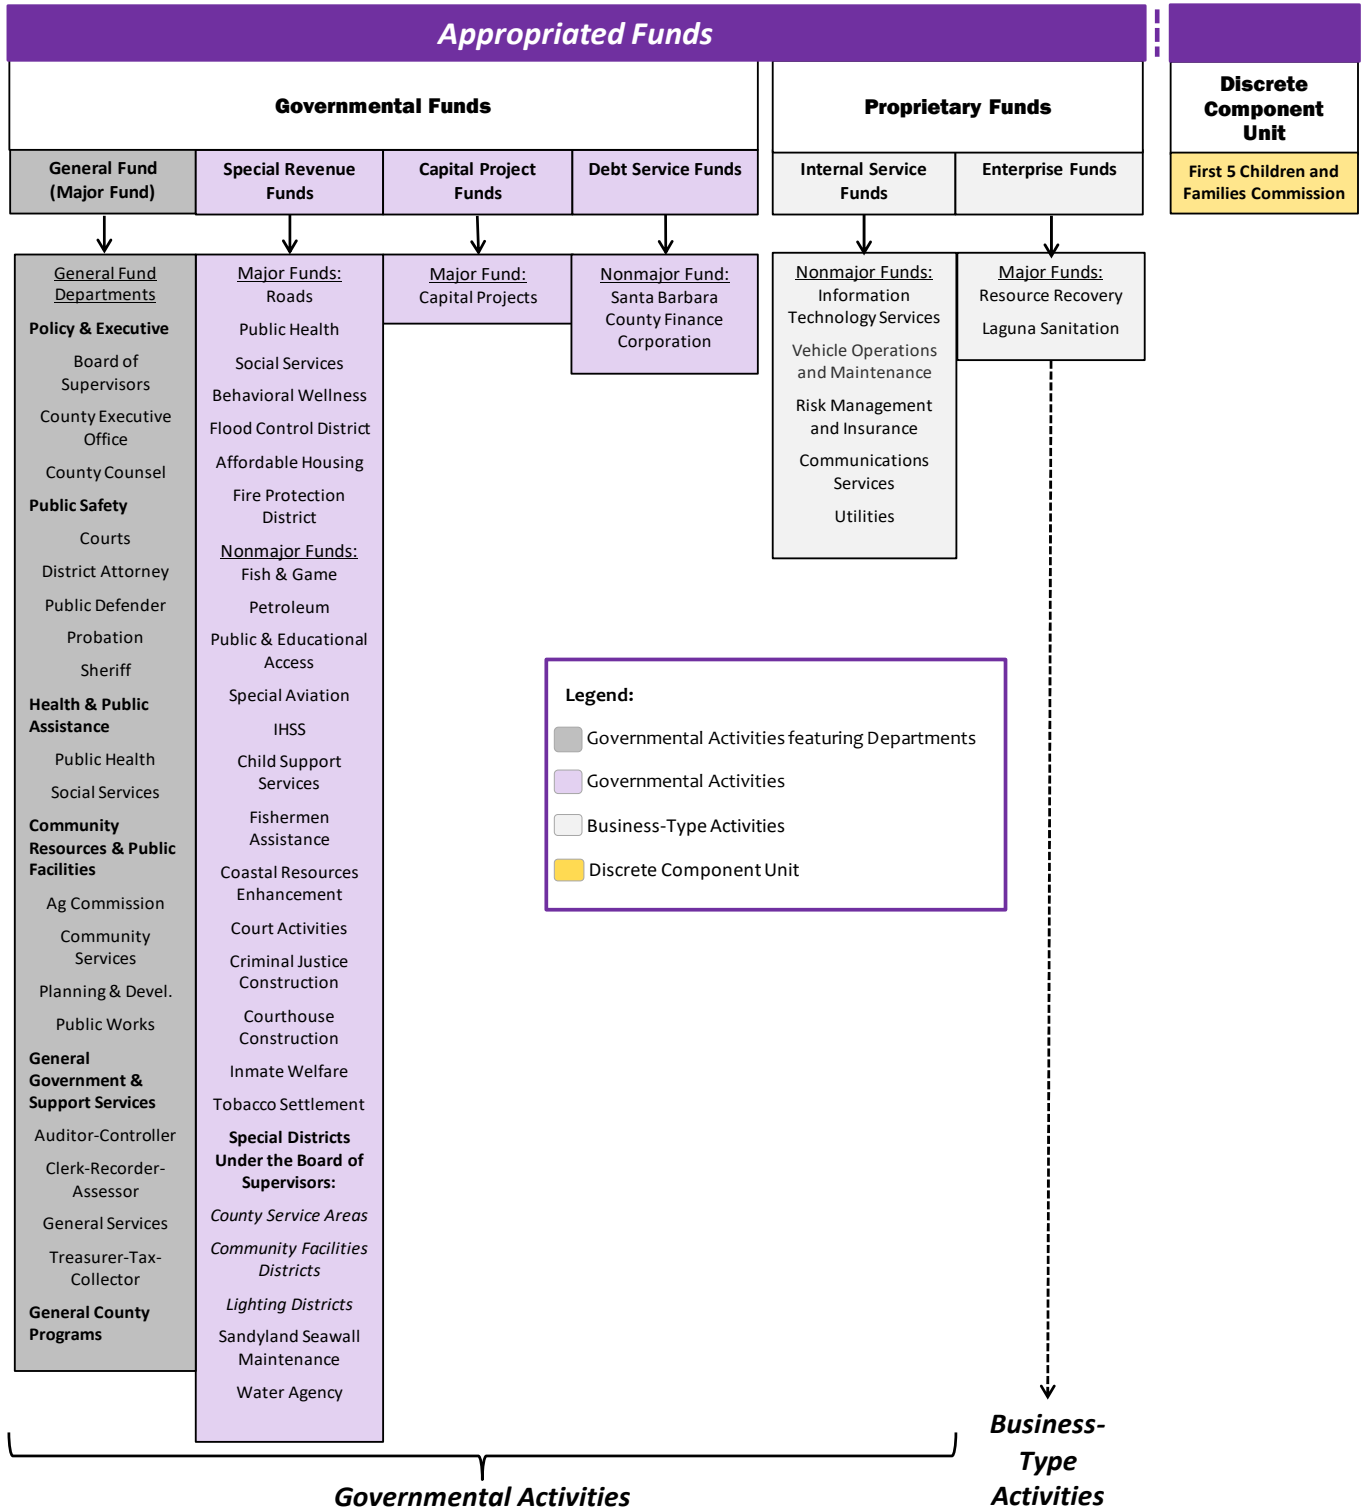 Appropriated Funds
Governmental Funds
Proprietary Funds
Discrete
Component
Unit
General Fund
(Major Fund)
Special Revenue
Funds
Capital Project
Funds
Debt Service Funds
Internal Service
Funds
Enterprise Funds
First 5 Children and
Families Commission
General Fund
Departments
Policy & Executive
Board of
Supervisors
County Executive
Office
County Counsel
Public Safety
Courts
District Attorney
Public Defender
Probation
Sheriff
Health & Public
Assistance
Public Health
Social Services
Community
Resources & Public
Facilities
Ag Commission
Community
Services
Planning & Devel.
Public Works
General
Government &
Support Services
Auditor-Controller
Clerk-Recorder-
Assessor
General Services
Treasurer-Tax-
Collector
General County
Programs
Major Funds:
Roads
Public Health
Social Services
Behavioral Wellness
Flood Control District
Affordable Housing
Fire Protection
District
Nonmajor Funds:
Fish & Game
Petroleum
Public & Educational
Access
Special Aviation
IHSS
Child Support
Services
Fishermen
Assistance
Coastal Resources
Enhancement
Court Activities
Criminal Justice
Construction
Courthouse
Construction
Inmate Welfare
Tobacco Settlement
Special Districts
Under the Board of
Supervisors:
County Service Areas
Community Facilities
Districts
Lighting Districts
Sandyland Seawall
Maintenance
Water Agency
Major Fund:
Capital Projects
Nonmajor Fund:
Santa Barbara
County Finance
Corporation
Nonmajor Funds:
Information
Technology Services
Vehicle Operations
and Maintenance
Risk Management
and Insurance
Communications
Services
Utilities
Major Funds:
Resource Recovery
Laguna Sanitation
Legend:
Governmental Activities featuring Departments
Governmental Activities
Business-Type Activities
Discrete Component Unit
Governmental Activities
Business-
Type
Activities